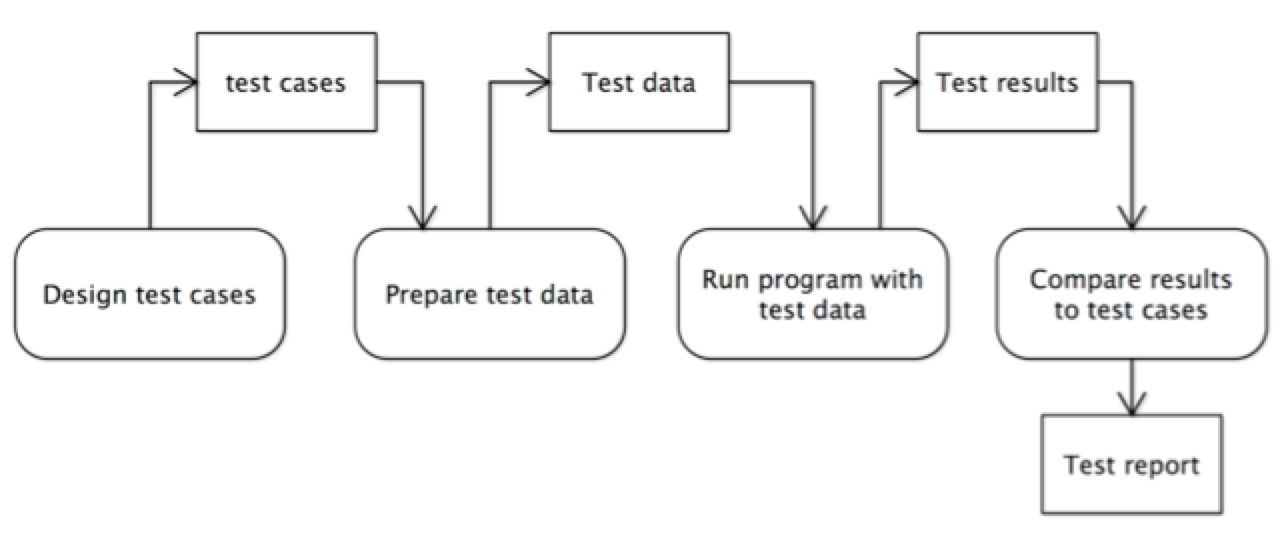 test cases
Test data
Test results
Design test cases
Prepare test data
Run program with
test data
Compare results
to test cases
Test report